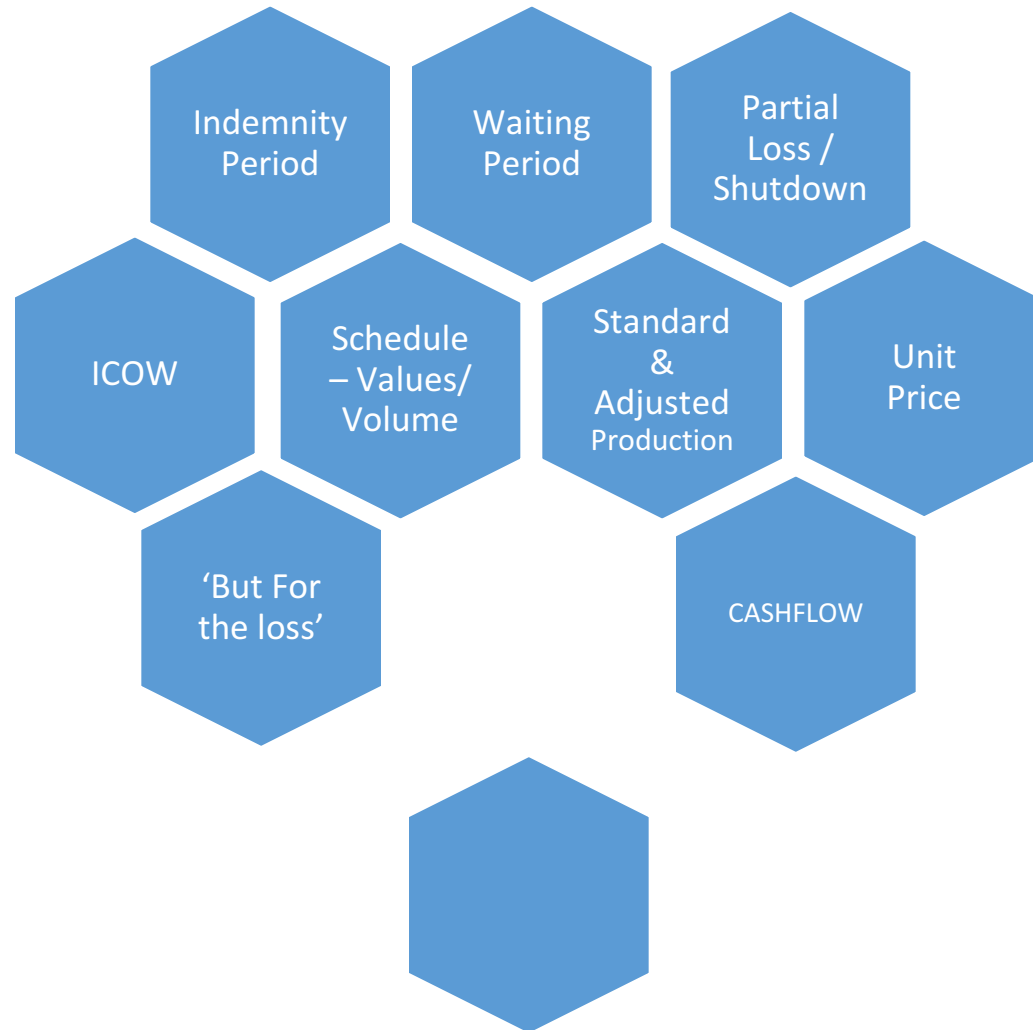 Indemnity
Period
Waiting
Period
Partial
Loss /
Shutdown
ICOW
Schedule
– Values/
Volume
Standard
&
Adjusted
Production
Unit
Price
‘But For
the loss’
CASHFLOW